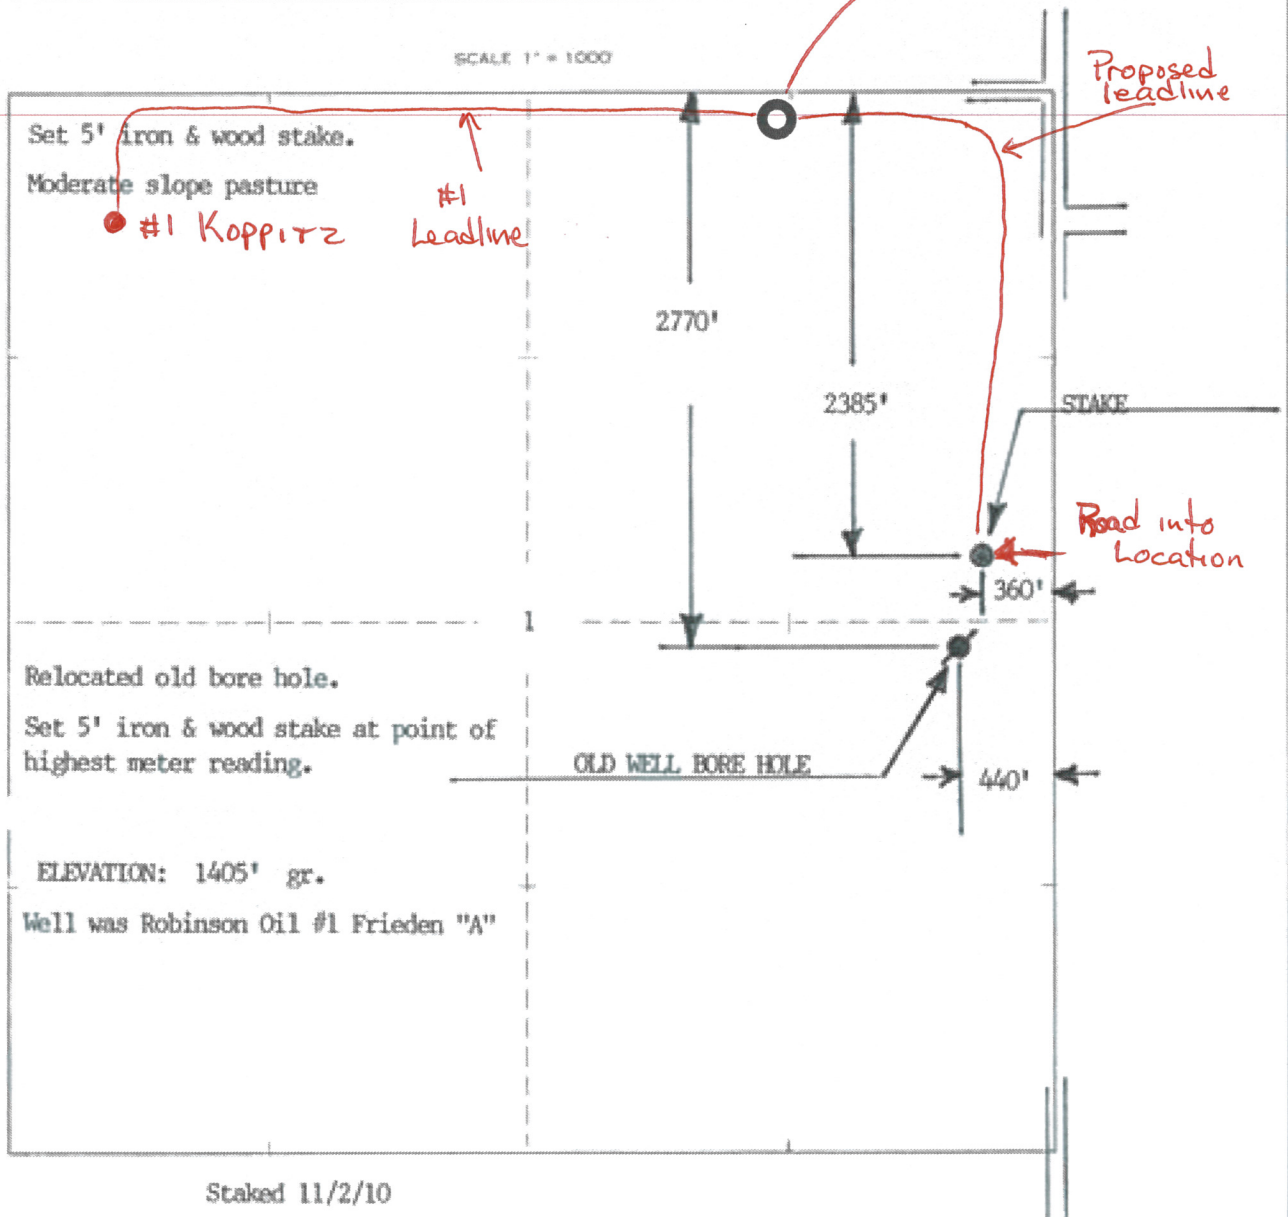 SCALE 1" = 1000'
Proposed
leadline
Set 5' iron & wood stake.
Moderate slope pasture
#1 Koppitz
#1
Leadline
2770'
2385'
STAKE
Road into
Location
360'
1
Relocated old bore hole.
Set 5' iron & wood stake at point of
highest meter reading.
OLD WELL BORE HOLE
440'
ELEVATION: 1405' gr.
Well was Robinson Oil #1 Frieden "A"
Staked 11/2/10